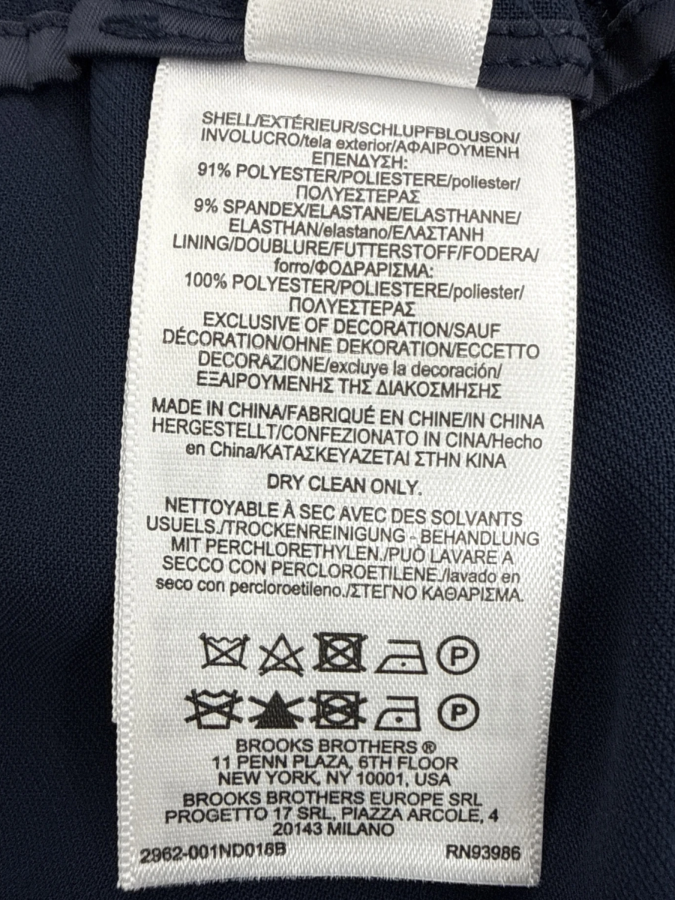 SHELL/EXTÉRIEUR/SCHLUPFBLOUSON/
INVOLUCRO/tela exterior/ΑΦΑΙΡΟΥΜΕΝΗ
ΕΠΕΝΔΥΣΗ:
91% POLYESTER/POLIESTERE/poliester/
ΠΟΛΥΕΣΤΕΡΑΣ
9% SPANDEX/ELASTANE/ELASTHANNE/
ELASTHAN/elastano/ΕΛΑΣΤΑΝΗ
LINING/DOUBLURE/FUTTERSTOFF/FODERA/
forro/ΦΟΔΡΑΡΙΣΜΑ:
100% POLYESTER/POLIESTERE/poliester/
ΠΟΛΥΕΣΤΕΡΑΣ
EXCLUSIVE OF DECORATION/SAUF
DÉCORATION/OHNE DEKORATION/ECCETTO
DECORAZIONE/excluye la decoración/
ΕΞΑΙΡΟΥΜΕΝΗΣ ΤΗΣ ΔΙΑΚΟΣΜΗΣΗΣ
MADE IN CHINA/FABRIQUÉ EN CHINE/IN CHINA
HERGESTELLT/CONFEZIONATO IN CINA/Hecho
en China/ΚΑΤΑΣΚΕΥΑΖΕΤΑΙ ΣΤΗΝ ΚΙΝΑ
DRY CLEAN ONLY.
NETTOYABLE À SEC AVEC DES SOLVANTS
USUELS./TROCKENREINIGUNG - BEHANDLUNG
MIT PERCHLORETHYLEN./PUÒ LAVARE A
SECCO CON PERCLOROETILENE./lavado en
seco con percloroetileno./ΣΤΕΓΝΟ ΚΑΘΑΡΙΣΜΑ.
P
P
BROOKS BROTHERS ®
11 PENN PLAZA, 6TH FLOOR
NEW YORK, NY 10001, USA
BROOKS BROTHERS EUROPE SRL
PROGETTO 17 SRL, PIAZZA ARCOLE, 4
20143 MILANO
2962-001ND016B RN93986